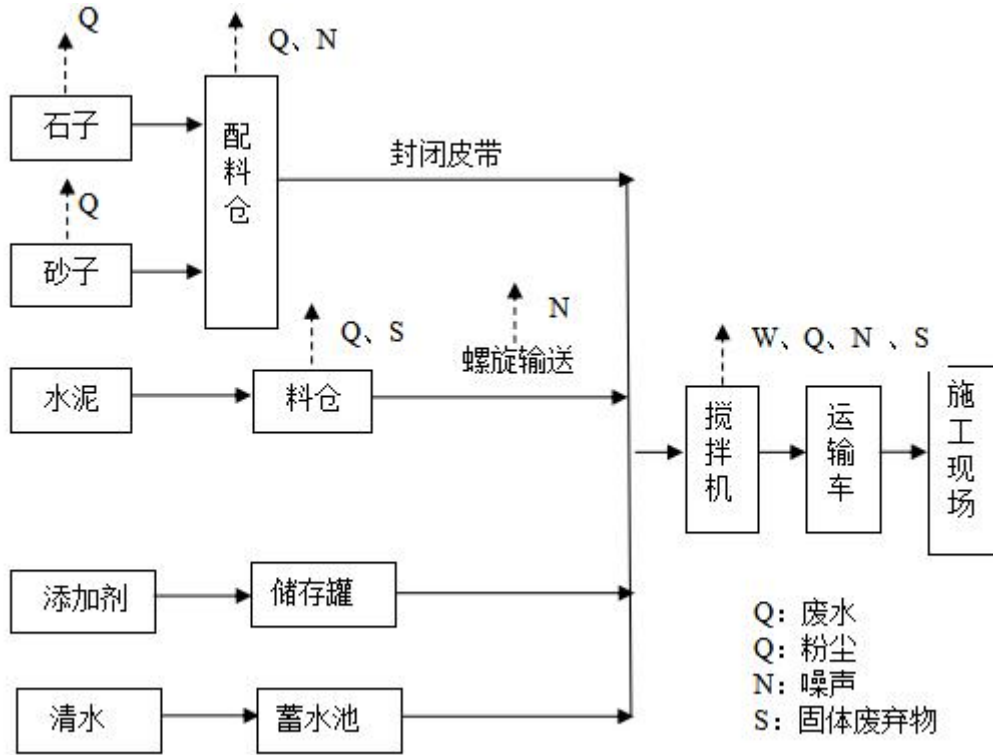 Q
Q、N
石子
配料仓
封闭皮带
Q
砂子
Q、S
N
螺旋输送
W、Q、N 、S
水泥
料仓
搅拌机
运输车
施工现场
添加剂
储存罐
清水
蓄水池
Q：废水
Q：粉尘
N：噪声
S：固体废弃物